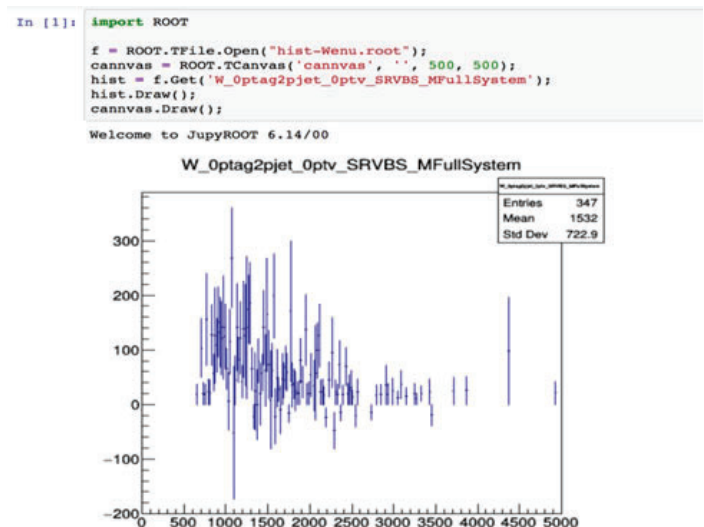 In [1]: import ROOT
f = ROOT.TFile.Open("hist-Wenu.root");
cannvas = ROOT.TCanvas('cannvas', '', 500, 500);
hist = f.Get('W_0ptag2pjet_0ptv_SRVBS_MFullSystem');
hist.Draw();
cannvas.Draw();
Welcome to JupyROOT 6.14/00
W_0ptag2pjet_0ptv_SRVBS_MFullSystem
W_0ptag2pjet_0ptv_SRVBS_MFullSystem
Entries 347
Mean 1532
Std Dev 722.9
300
200
100
0
−100
−200
0 500 1000 1500 2000 2500 3000 3500 4000 4500 5000